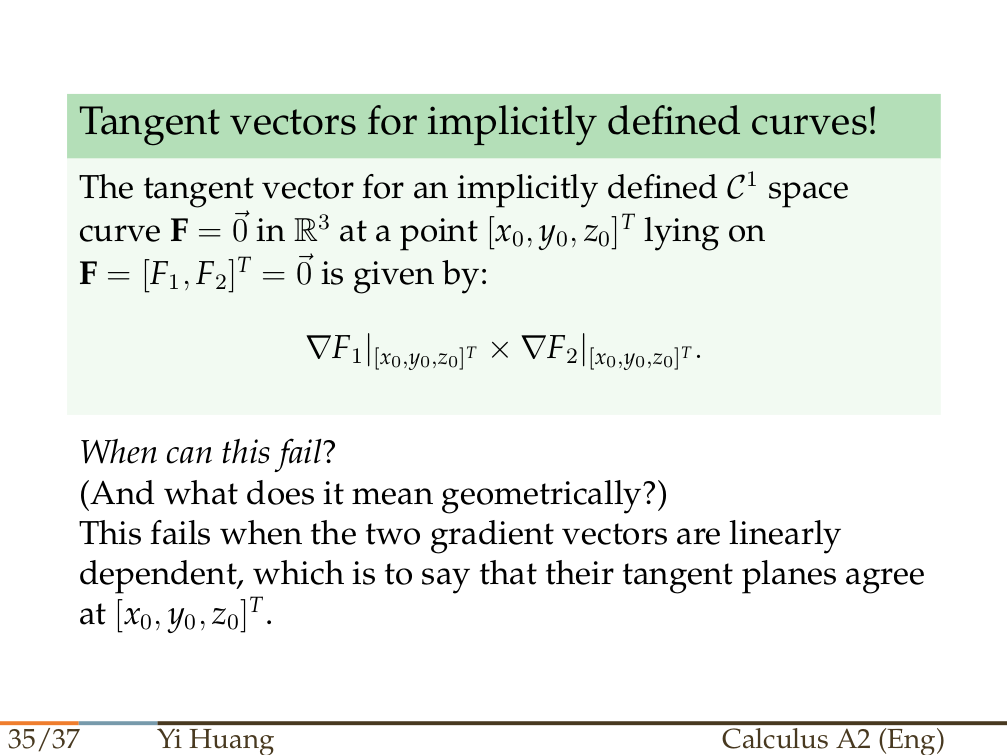 Tangent vectors for implicitly defined curves!
The tangent vector for an implicitly defined 𝒞¹ space
curve F = 0⃗ in ℝ³ at a point [x₀, y₀, z₀]ᵀ lying on
F = [F₁, F₂]ᵀ = 0⃗ is given by:
∇F₁|[x₀,y₀,z₀]ᵀ × ∇F₂|[x₀,y₀,z₀]ᵀ.
When can this fail?
(And what does it mean geometrically?)
This fails when the two gradient vectors are linearly
dependent, which is to say that their tangent planes agree
at [x₀, y₀, z₀]ᵀ.
35/37 Yi Huang Calculus A2 (Eng)